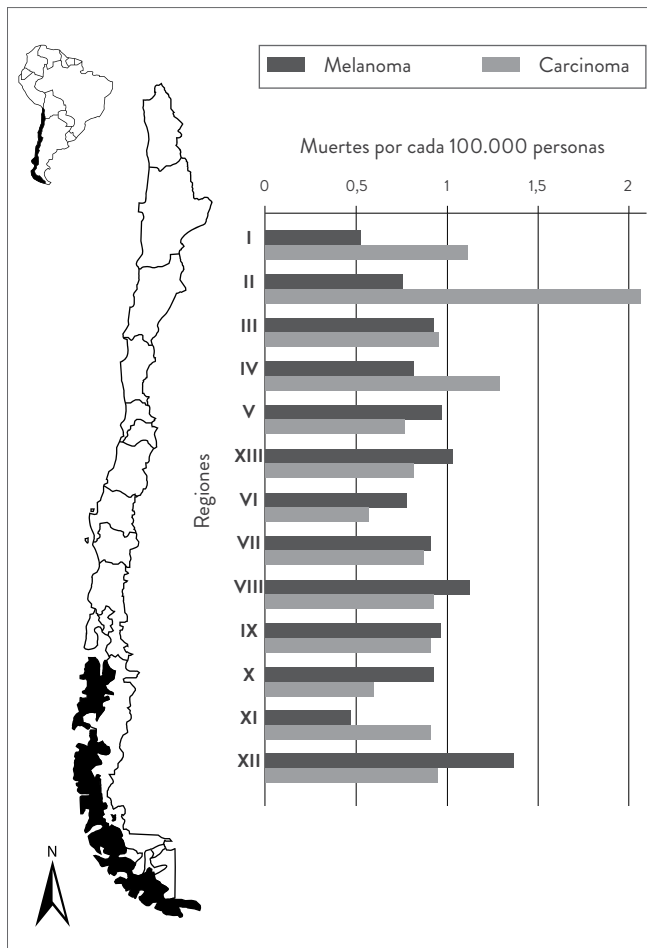 Melanoma Carcinoma
Muertes por cada 100.000 personas
0 0,5 1 1,5 2
I
II
III
IV
V
XIII
VI
VII
VIII
IX
X
XI
XII
Regiones
N